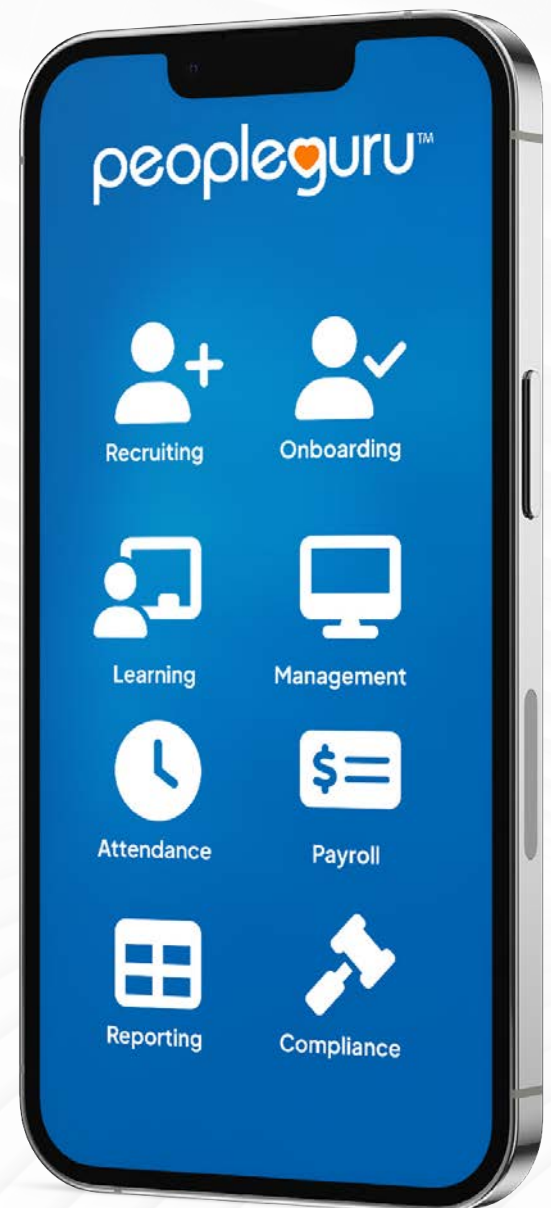 peopleguru™
Recruiting Onboarding
Learning Management
Attendance Payroll
$
Reporting Compliance